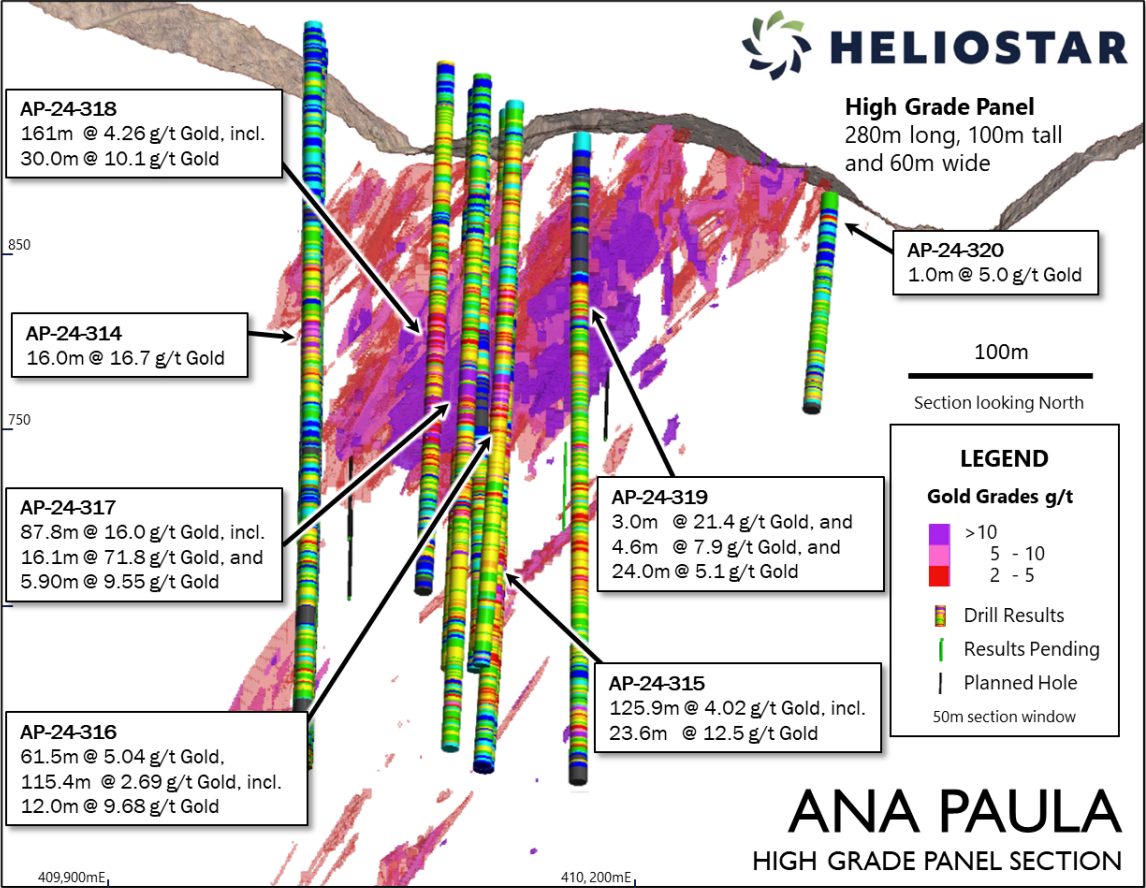 HELIOSTAR
High Grade Panel
280m long, 100m tall
and 60m wide
AP-24-318
161m @ 4.26 g/t Gold, incl.
30.0m @ 10.1 g/t Gold
AP-24-320
1.0m @ 5.0 g/t Gold
850
AP-24-314
16.0m @ 16.7 g/t Gold
100m
Section looking North
750
AP-24-317
87.8m @ 16.0 g/t Gold, incl.
16.1m @ 71.8 g/t Gold, and
5.90m @ 9.55 g/t Gold
AP-24-319
3.0m @ 21.4 g/t Gold, and
4.6m @ 7.9 g/t Gold, and
24.0m @ 5.1 g/t Gold
LEGEND
Gold Grades g/t
>10
5 - 10
2 - 5
Drill Results
Results Pending
Planned Hole
50m section window
AP-24-315
125.9m @ 4.02 g/t Gold, incl.
23.6m @ 12.5 g/t Gold
AP-24-316
61.5m @ 5.04 g/t Gold,
115.4m @ 2.69 g/t Gold, incl.
12.0m @ 9.68 g/t Gold
ANA PAULA
HIGH GRADE PANEL SECTION
409,900mE
410, 200mE